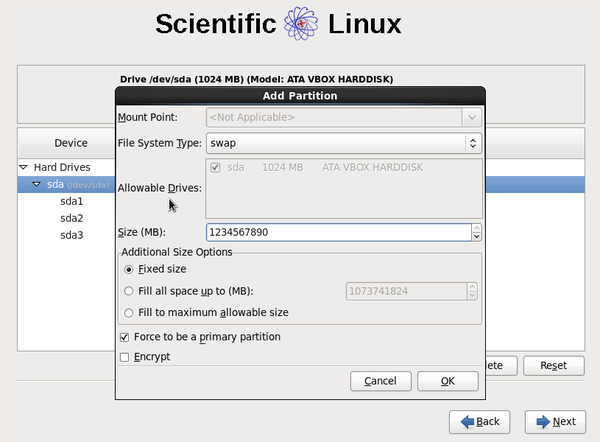 Scientific Linux
Drive /dev/sda (1024 MB) (Model: ATA VBOX HARDDISK)
Add Partition
Mount Point: <Not Applicable>
File System Type: swap
Device
Hard Drives
sda (/dev/sda)
sda1
sda2
sda3
sda 1024 MB ATA VBOX HARDDISK
Allowable Drives:
Size (MB): 1234567890
Additional Size Options
Fixed size
Fill all space up to (MB): 1073741824
Fill to maximum allowable size
Force to be a primary partition
Encrypt
Cancel OK
lete Reset
Back Next